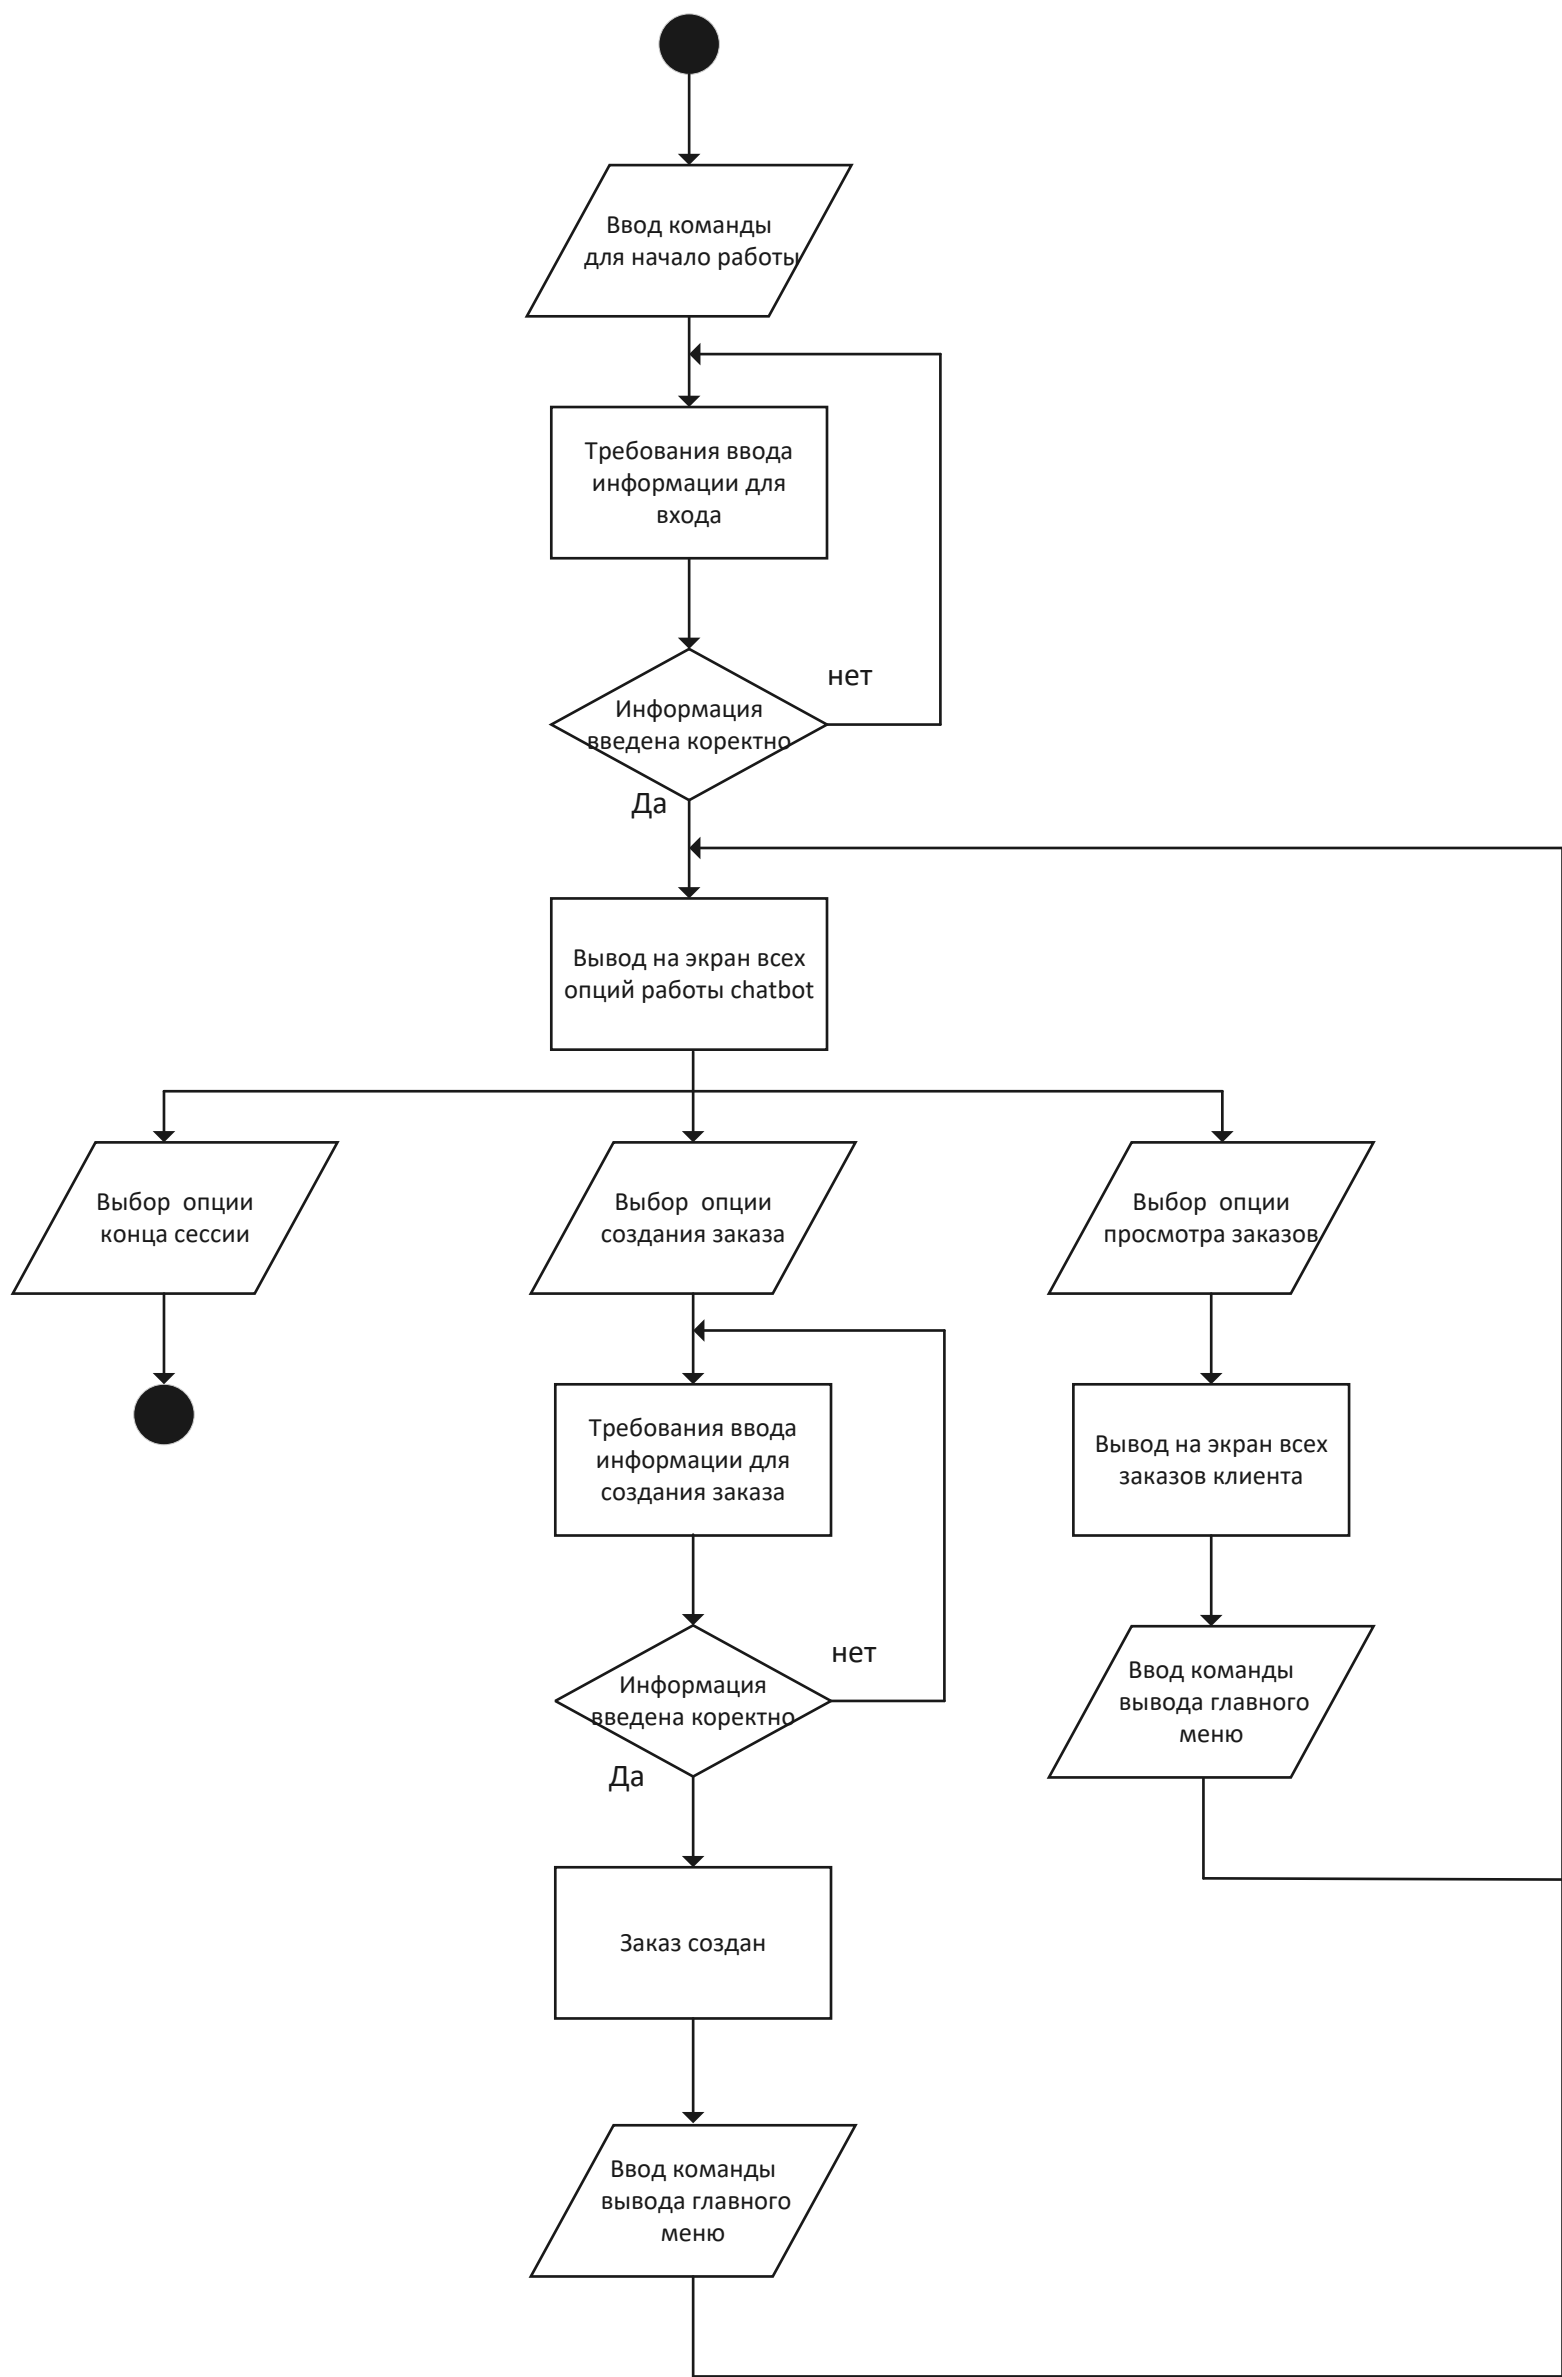 Ввод команды
для начало работы
Требования ввода
информации для
входа
нет
Информация
введена коректно
Да
Вывод на экран всех
опций работы chatbot
Выбор опции
конца сессии
Выбор опции
создания заказа
Выбор опции
просмотра заказов
Требования ввода
информации для
создания заказа
Вывод на экран всех
заказов клиента
нет
Информация
введена коректно
Да
Ввод команды
вывода главного
меню
Заказ создан
Ввод команды
вывода главного
меню